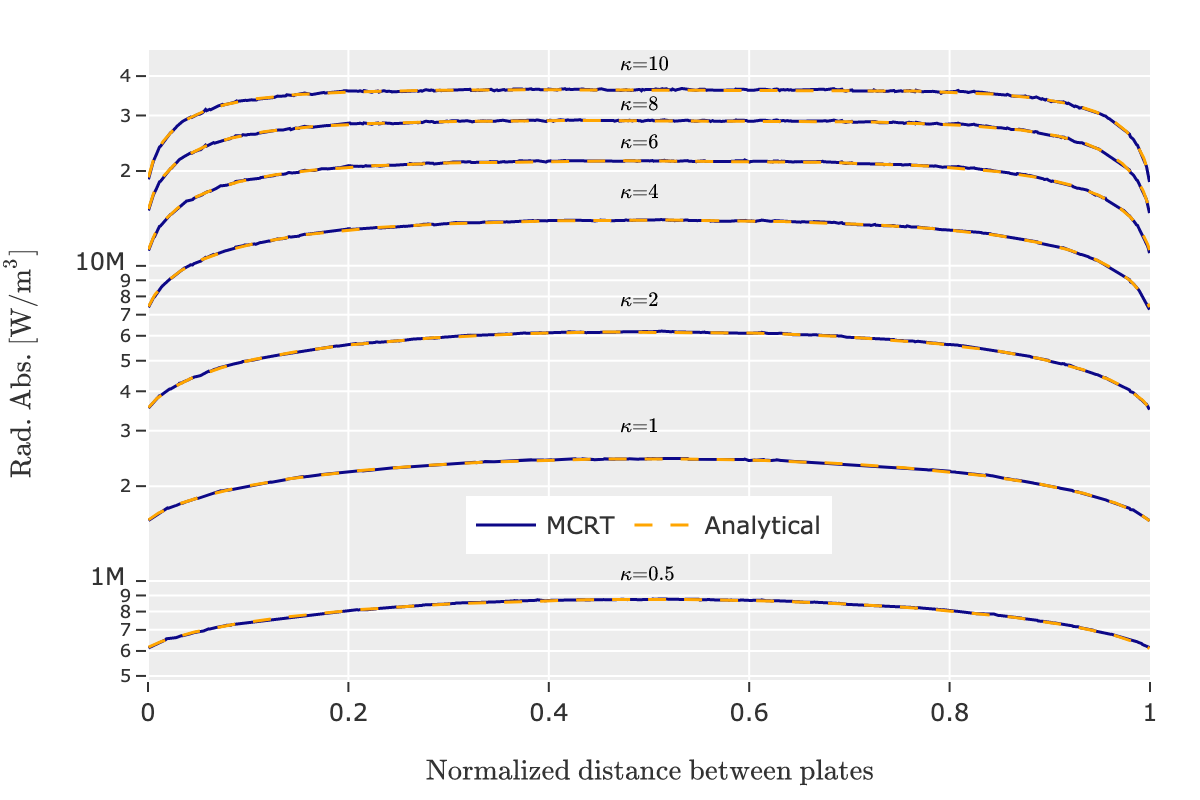 κ=10
4
κ=8
3
κ=6
2
κ=4
10M
9
8
κ=2
7
6
5
4
κ=1
3
2
MCRT Analytical
κ=0.5
1M
9
8
7
6
5
0 0.2 0.4 0.6 0.8 1
Normalized distance between plates
Rad. Abs. [W/m³]